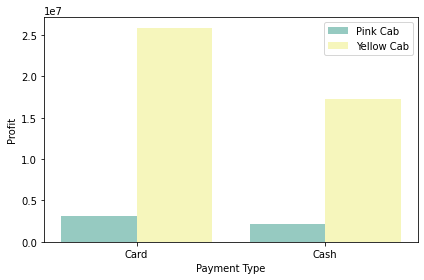 1e7
Pink Cab
Yellow Cab
2.5
2.0
1.5
1.0
0.5
0.0
Profit
Card Cash
Payment Type